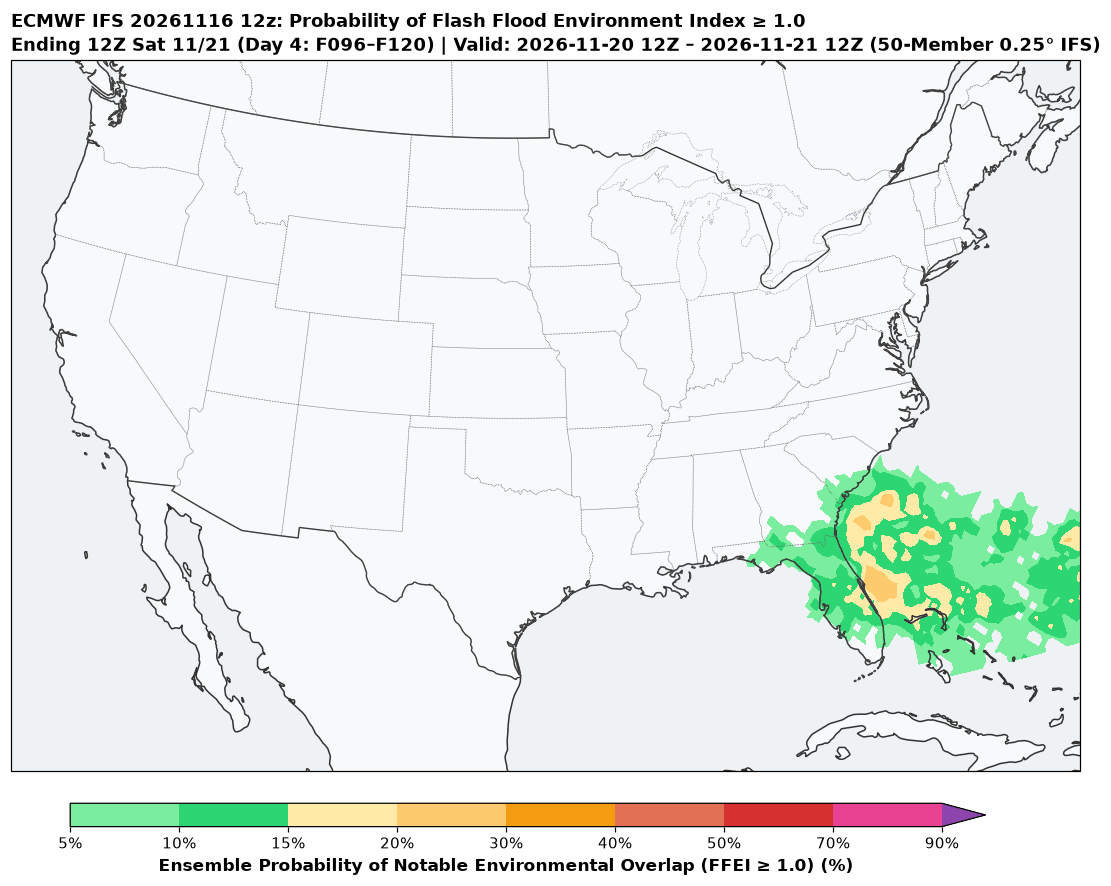 ECMWF IFS 20261116 12z: Probability of Flash Flood Environment Index ≥ 1.0
Ending 12Z Sat 11/21 (Day 4: F096–F120) | Valid: 2026-11-20 12Z – 2026-11-21 12Z (50-Member 0.25° IFS)
5% 10% 15% 20% 30% 40% 50% 70% 90%
Ensemble Probability of Notable Environmental Overlap (FFEI ≥ 1.0) (%)